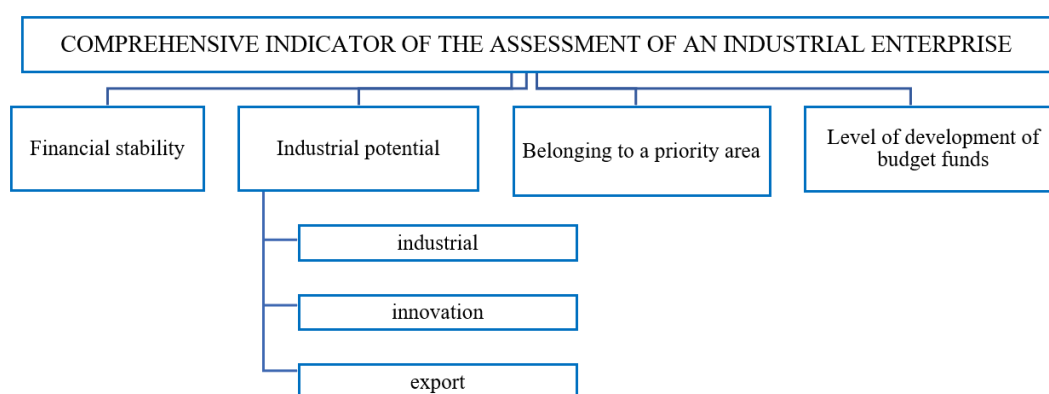 COMPREHENSIVE INDICATOR OF THE ASSESSMENT OF AN INDUSTRIAL ENTERPRISE
Financial stability
Industrial potential
Belonging to a priority area
Level of development of
budget funds
industrial
innovation
export